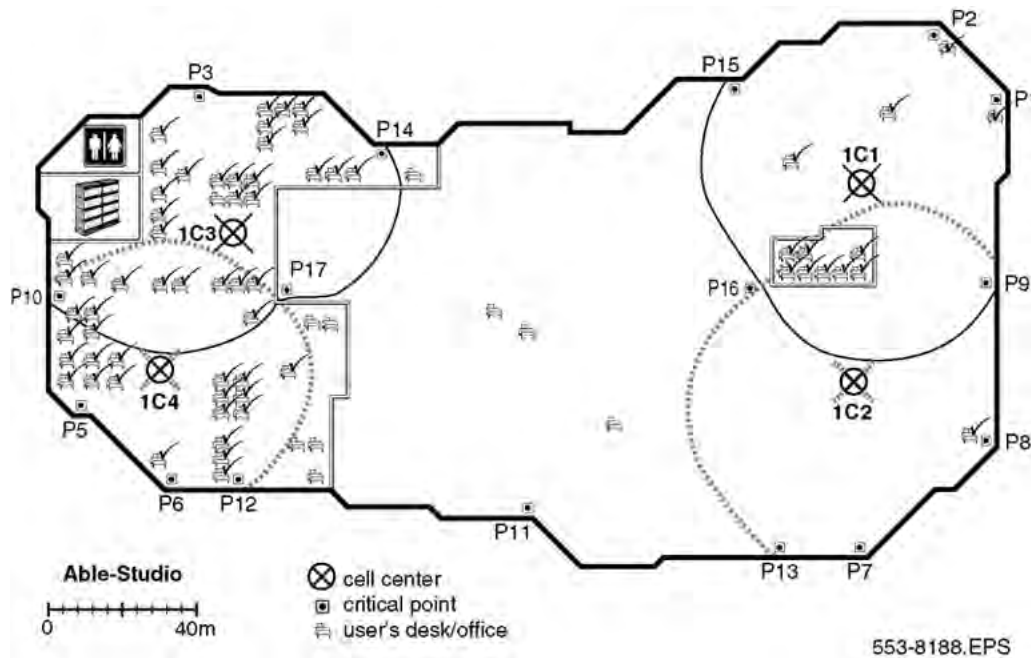 P2
P15
P3
P1
P14
1C1
1C3
P17
P10
P16
P9
1C4
1C2
P5
P8
P6
P12
P11
P13
P7
Able-Studio
0
40m
cell center
critical point
user's desk/office
553-8188.EPS